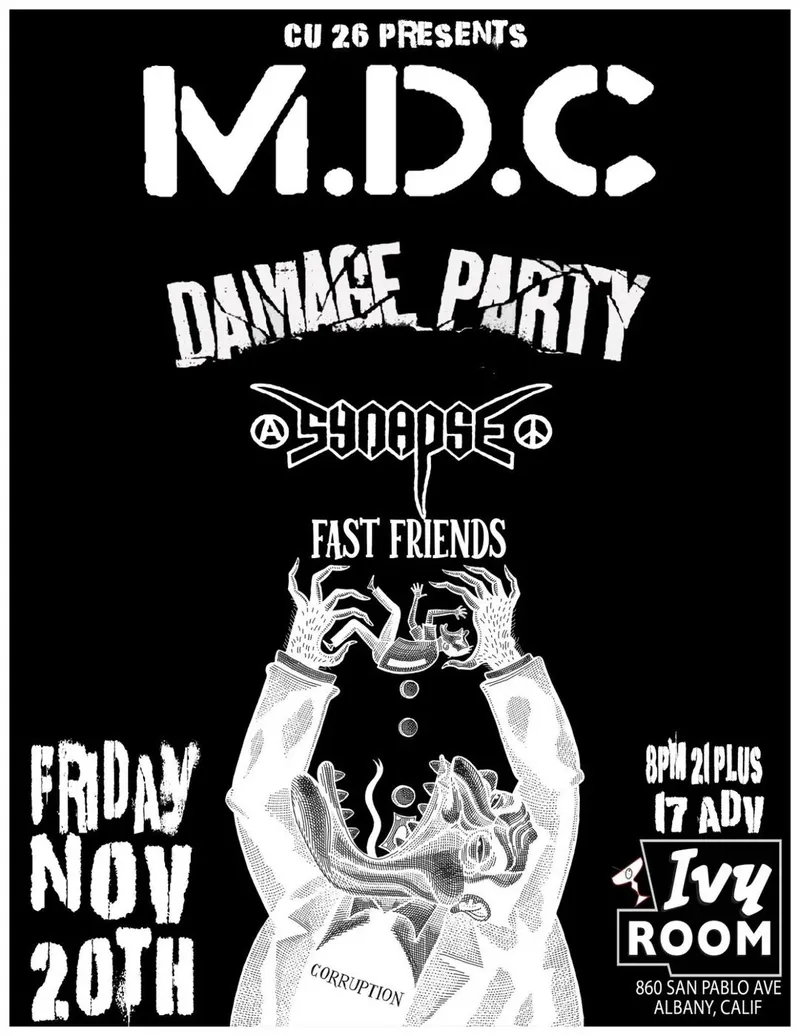 CU 26 PRESENTS
M.D.C
DAMAGE PARTY
SYNAPSE
FAST FRIENDS
FRIDAY
NOV
20TH
CORRUPTION
8PM 21 PLUS
17 ADV
Ivy
ROOM
860 SAN PABLO AVE
ALBANY, CALIF